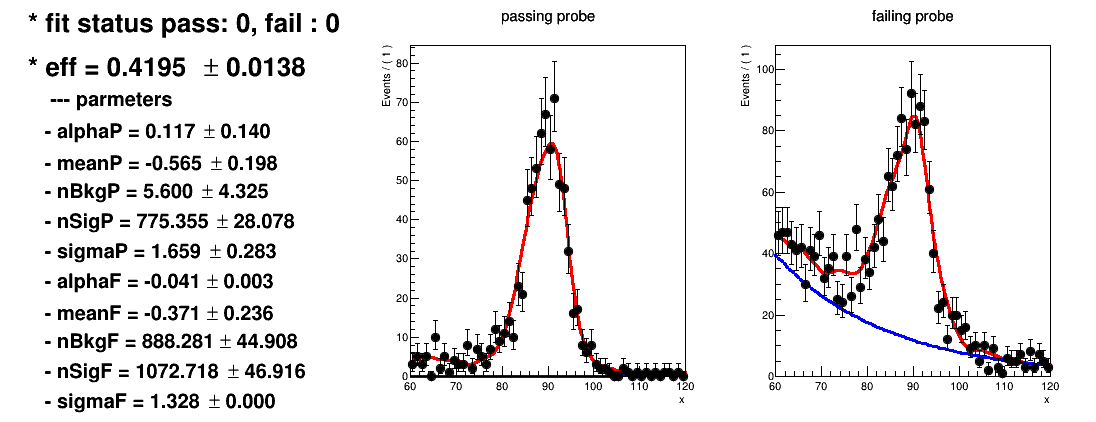 * fit status pass: 0, fail : 0
* eff = 0.4195 ± 0.0138
--- parmeters
- alphaP = 0.117 ± 0.140
- meanP = -0.565 ± 0.198
- nBkgP = 5.600 ± 4.325
- nSigP = 775.355 ± 28.078
- sigmaP = 1.659 ± 0.283
- alphaF = -0.041 ± 0.003
- meanF = -0.371 ± 0.236
- nBkgF = 888.281 ± 44.908
- nSigF = 1072.718 ± 46.916
- sigmaF = 1.328 ± 0.000
passing probe
Events / ( 1 )
80
70
60
50
40
30
20
10
0
60 70 80 90 100 110 120
x
failing probe
Events / ( 1 )
100
80
60
40
20
0
60 70 80 90 100 110 120
x